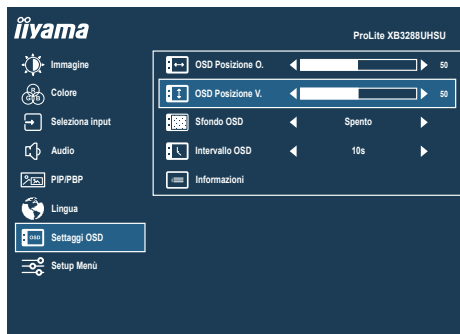 iiyama
ProLite XB3288UHSU
Immagine
Colore
Seleziona input
Audio
PIP/PBP
Lingua
OSD Settaggi OSD
Setup Menù
OSD Posizione O. 50
OSD Posizione V. 50
Sfondo OSD Spento
Intervallo OSD 10s
Informazioni